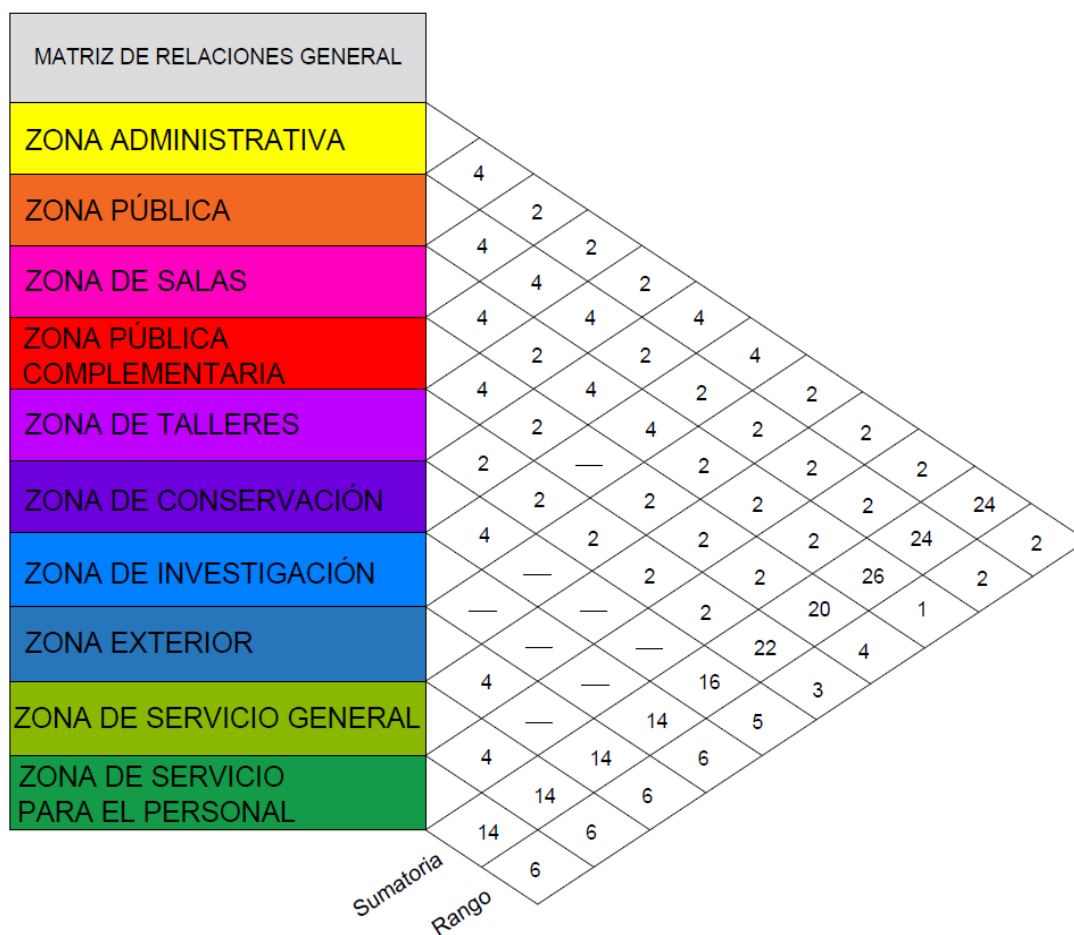 MATRIZ DE RELACIONES GENERAL
ZONA ADMINISTRATIVA
4
ZONA PÚBLICA 2
4 2
ZONA DE SALAS 4 2
4 4 4
ZONA PÚBLICA
2 2 4
COMPLEMENTARIA
4 4 2 2
ZONA DE TALLERES 2 4 2 2
2 — 2 2 2
ZONA DE CONSERVACIÓN 2 2 2 2 24
4 2 2 2 24 2
ZONA DE INVESTIGACIÓN — 2 2 26 2
— — 2 20 1
ZONA EXTERIOR — — 22 4
4 — 16 3
ZONA DE SERVICIO GENERAL — 14 5
4 14 6
ZONA DE SERVICIO
14 6
PARA EL PERSONAL
14 6
Sumatoria 6
Rango